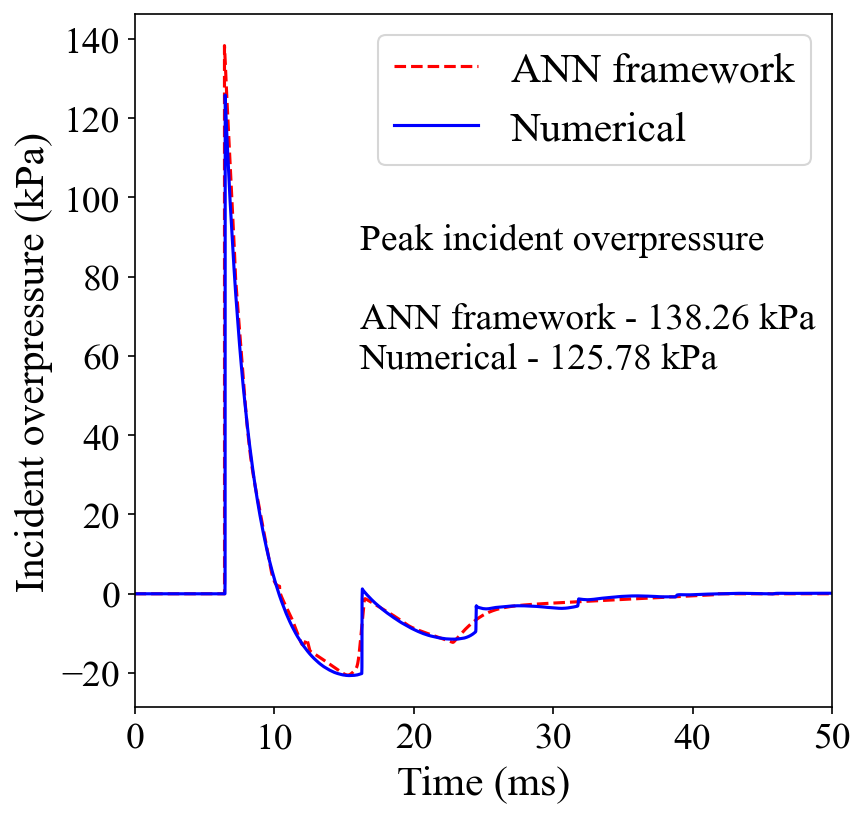 ANN framework
Numerical
Peak incident overpressure
ANN framework - 138.26 kPa
Numerical - 125.78 kPa
Incident overpressure (kPa)
140
120
100
80
60
40
20
0
−20
0 10 20 30 40 50
Time (ms)